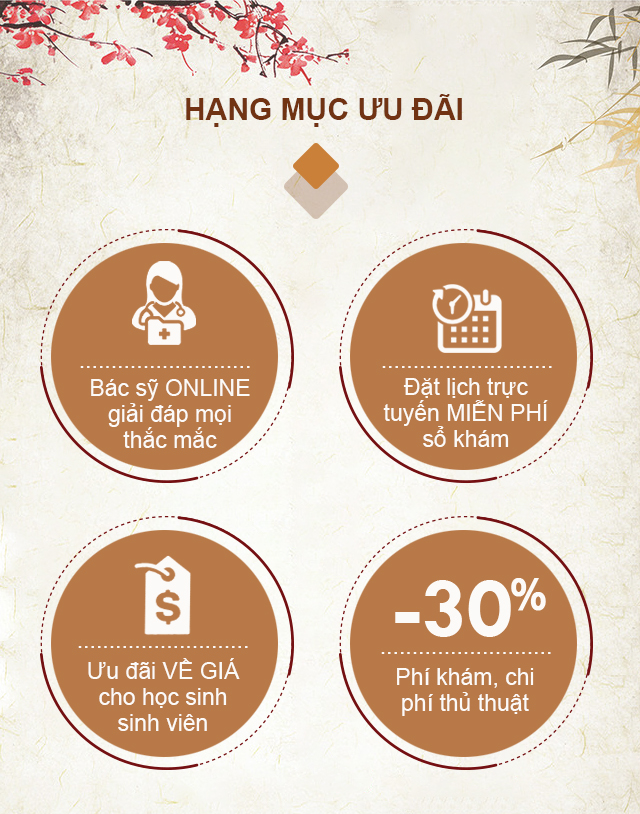 HẠNG MỤC ƯU ĐÃI
Bác sỹ ONLINE
giải đáp mọi
thắc mắc
Đặt lịch trực
tuyến MIỄN PHÍ
sổ khám
$
Ưu đãi VỀ GIÁ
cho học sinh
sinh viên
-30%
Phí khám, chi
phí thủ thuật